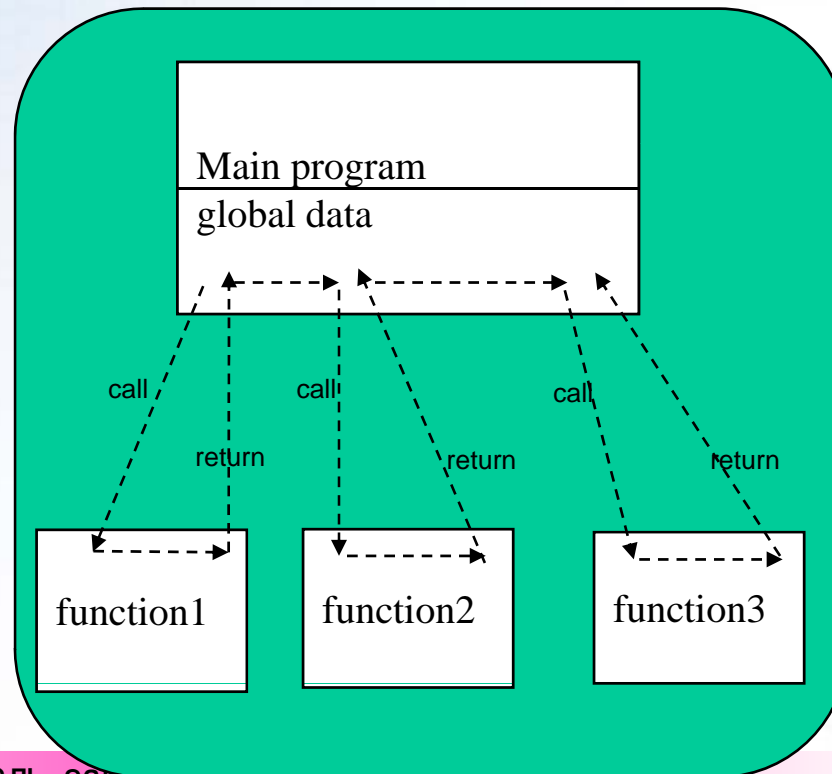 Main program
global data
call
call
call
return
return
return
function1
function2
function3